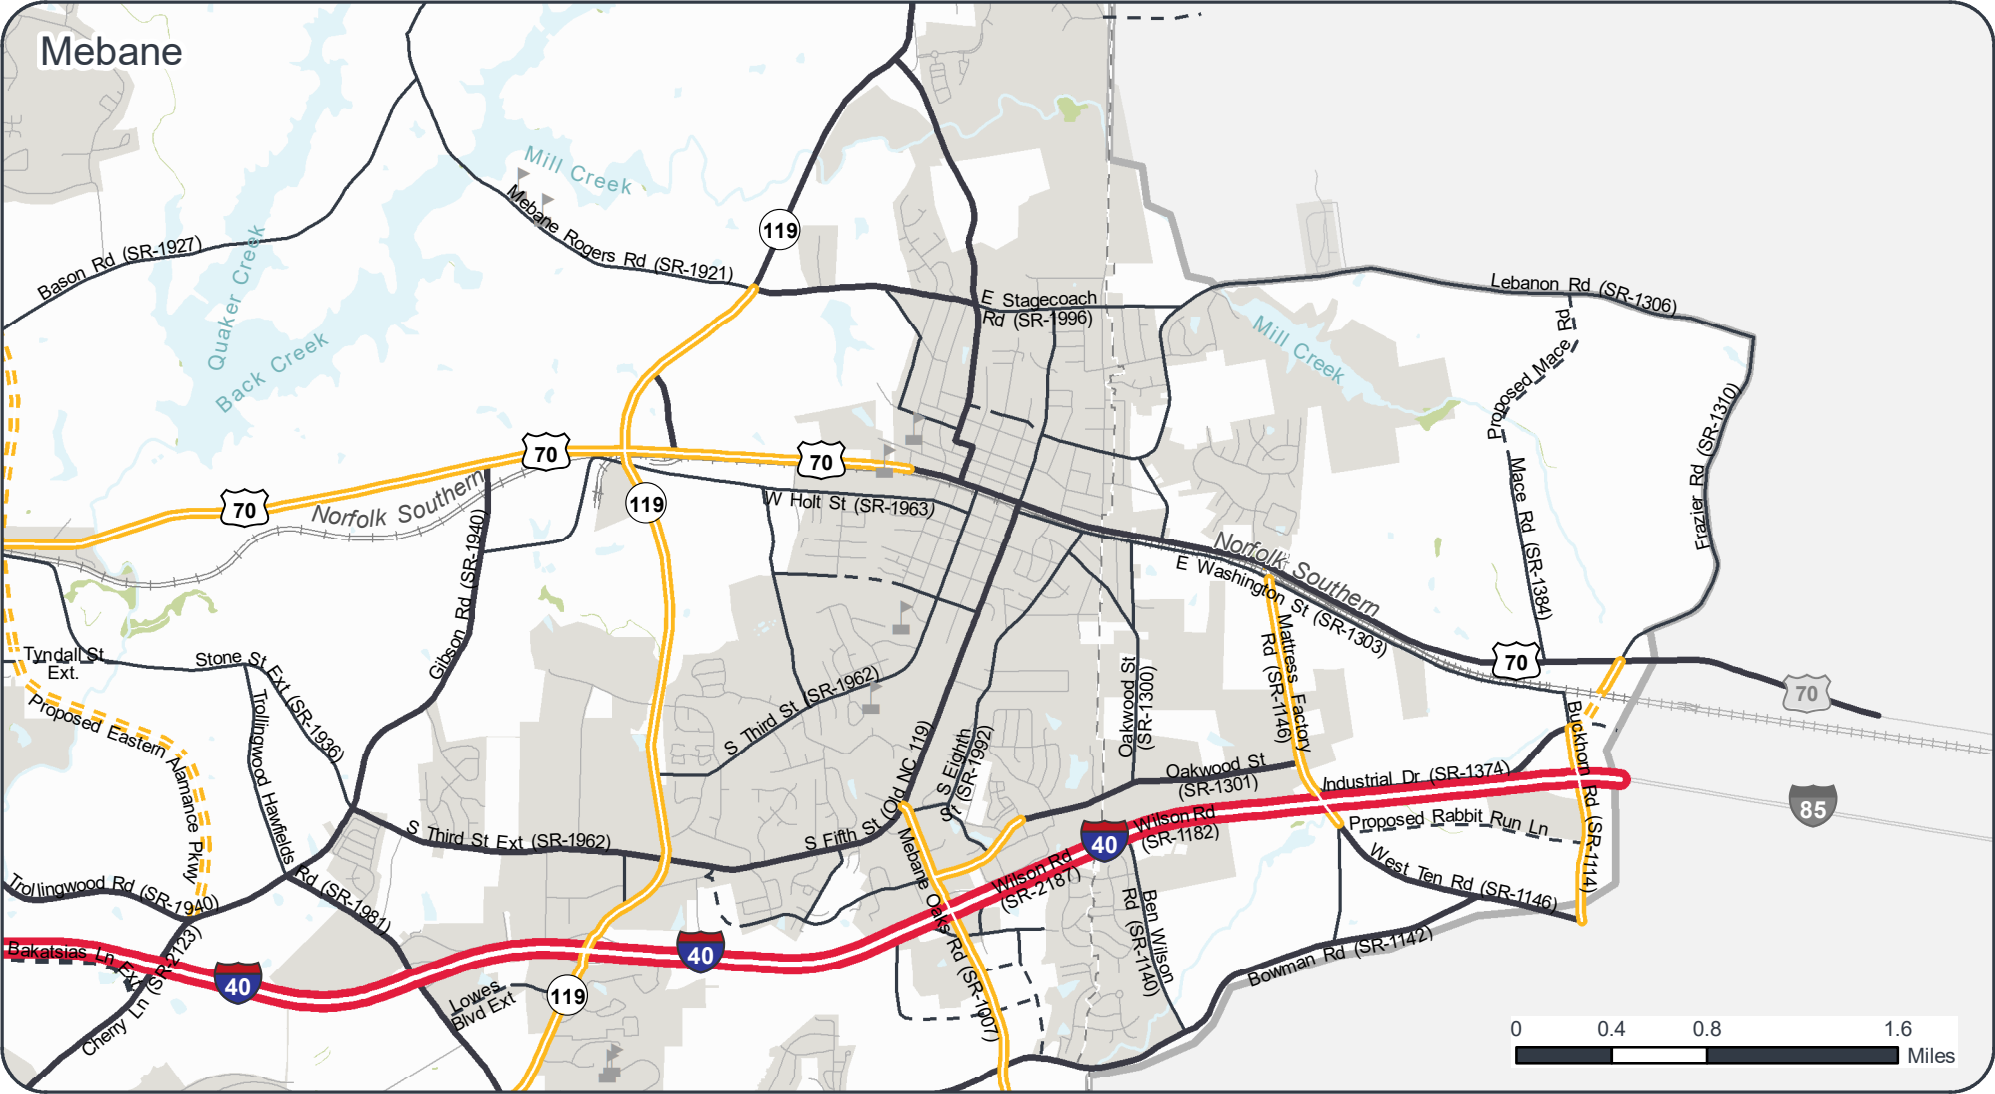 Mebane
Mill Creek
Mebane Rogers Rd (SR-1921)
119
Bason Rd (SR-1927)
Quaker Creek
Back Creek
E Stagecoach
Rd (SR-1996)
Lebanon Rd (SR-1306)
Mill Creek
Proposed Mace Rd
Mace Rd (SR-1384)
Frazier Rd (SR-1310)
70
70
70
Norfolk Southern
119
W Holt St (SR-1963)
Gibson Rd (SR-1940)
Norfolk Southern
E Washington St (SR-1303)
70
70
Tyndall St
Ext.
Stone St Ext (SR-1936)
Trollingwood Hawfields Rd (SR-1981)
Proposed Eastern Alamance Pkwy
S Third St (SR-1962)
S Fifth St (Old NC 119)
S Eighth
St (SR-1992)
Oakwood St
(SR-1300)
Mattress Factory
Rd (SR-1146)
Oakwood St
(SR-1301)
Industrial Dr (SR-1374)
Buckhorn Rd (SR-1114)
85
S Third St Ext (SR-1962)
Wilson Rd
(SR-1182)
40
Proposed Rabbit Run Ln
West Ten Rd (SR-1146)
Wilson Rd
(SR-2187)
Mebane Oaks Rd (SR-1007)
Ben Wilson
Rd (SR-1140)
Bowman Rd (SR-1142)
Trollingwood Rd (SR-1940)
Bakatsias Ln Ext
Cherry Ln (SR-2123)
40
40
Lowes
Blvd Ext
119
0 0.4 0.8 1.6
Miles